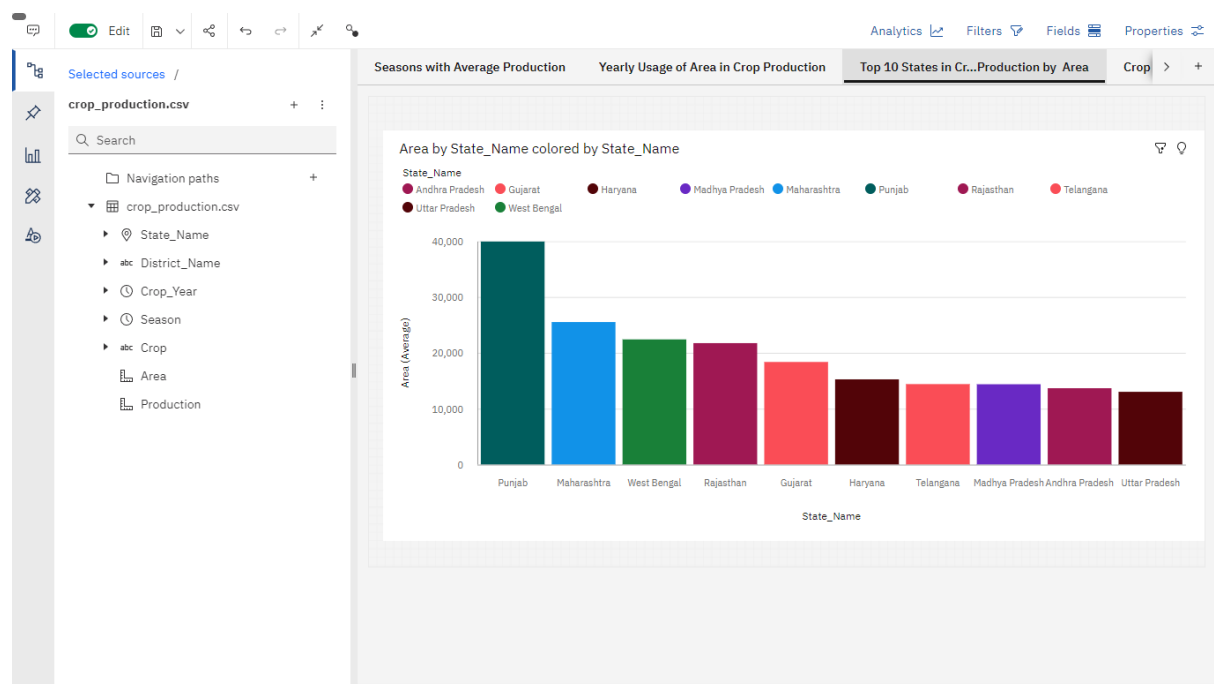 Edit
Analytics
Filters
Fields
Properties
Selected sources /
crop_production.csv
Search
Navigation paths
crop_production.csv
State_Name
abc District_Name
Crop_Year
Season
abc Crop
Area
Production
Seasons with Average Production
Yearly Usage of Area in Crop Production
Top 10 States in Cr...Production by Area
Crop
Area by State_Name colored by State_Name
State_Name
Andhra Pradesh Gujarat Haryana Madhya Pradesh Maharashtra Punjab Rajasthan Telangana
Uttar Pradesh West Bengal
40,000
30,000
20,000
10,000
0
Area (Average)
Punjab Maharashtra West Bengal Rajasthan Gujarat Haryana Telangana Madhya Pradesh Andhra Pradesh Uttar Pradesh
State_Name